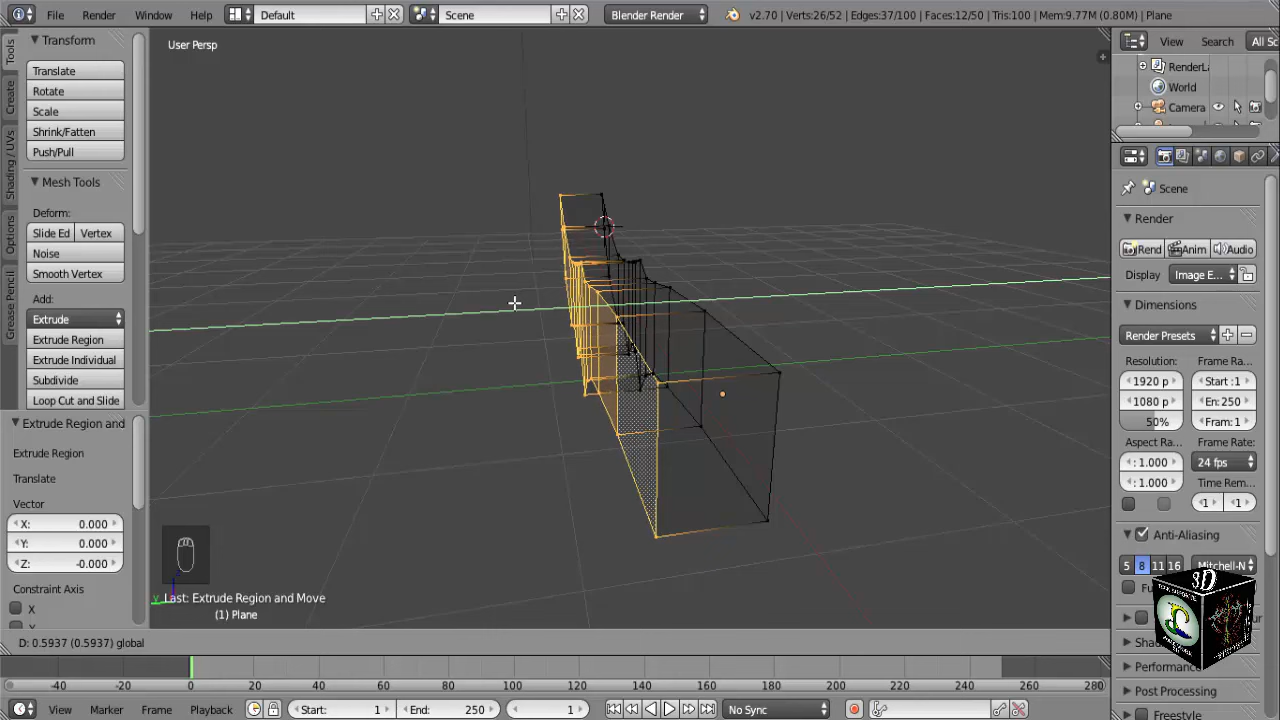 File Render Window Help Default Scene Blender Render v2.70 | Verts:26/52 | Edges:37/100 | Faces:12/50 | Tris:100 | Mem:9.77M (0.80M) | Plane
Tools
Create
Shading / UVs
Options
Grease Pencil
Transform
Translate
Rotate
Scale
Shrink/Fatten
Push/Pull
Mesh Tools
Deform:
Slide Ed Vertex
Noise
Smooth Vertex
Add:
Extrude
Extrude Region
Extrude Individual
Subdivide
Loop Cut and Slide
Extrude Region and
Extrude Region
Translate
Vector
X: 0.000
Y: 0.000
Z: -0.000
Constraint Axis
X
User Persp
Last: Extrude Region and Move
(1) Plane
D: 0.5937 (0.5937) global
View Search All Sc
RenderLa
World
Camera
Scene
Render
Rend Anim Audio
Display Image E...
Dimensions
Render Presets
Resolution: Frame Ra...
1920 p Start :1
1080 p En: 250
50% Fram: 1
Aspect Ra... Frame Rate:
: 1.000 24 fps
: 1.000 Time Rem...
1 1
Anti-Aliasing
5 8 11 16 Mitchell-N
3D
Performance
Post Processing
Freestyle
-40 -20 0 20 40 60 80 100 120 140 160 180 200 220 240 260 280
View Marker Frame Playback Start: 1 End: 250 1 No Sync